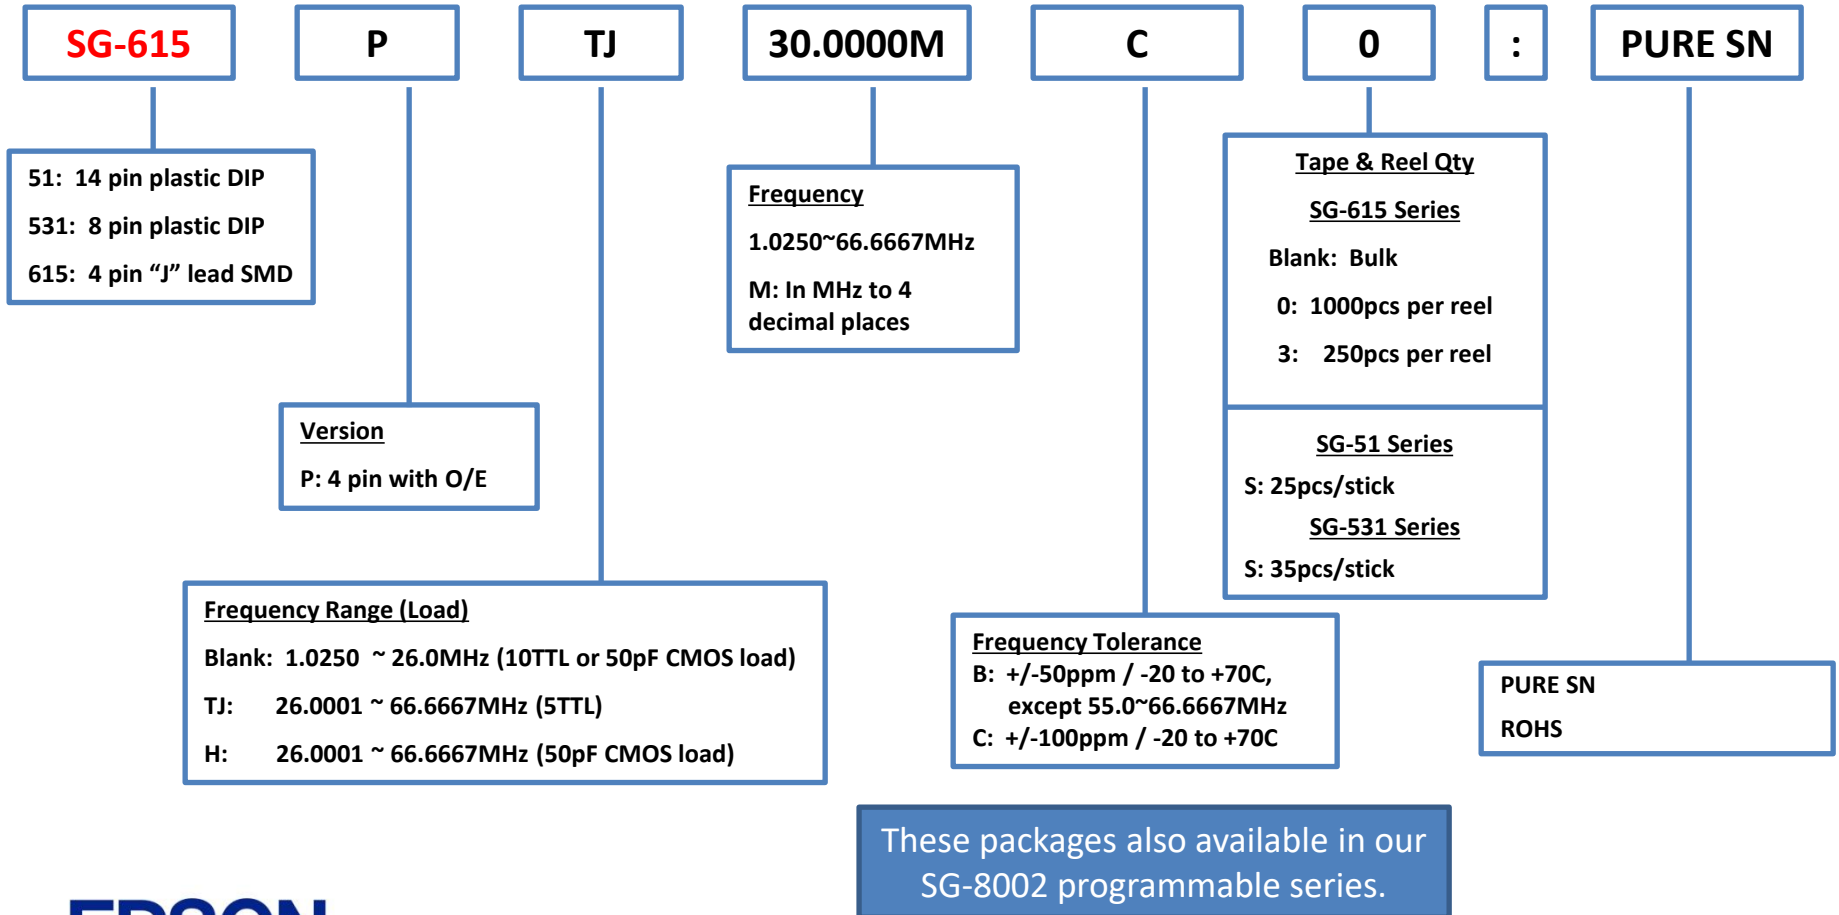 SG-615 P TJ 30.0000M C 0 : PURE SN
51: 14 pin plastic DIP
531: 8 pin plastic DIP
615: 4 pin “J” lead SMD
Version
P: 4 pin with O/E
Frequency Range (Load)
Blank: 1.0250 ~ 26.0MHz (10TTL or 50pF CMOS load)
TJ: 26.0001 ~ 66.6667MHz (5TTL)
H: 26.0001 ~ 66.6667MHz (50pF CMOS load)
Frequency
1.0250~66.6667MHz
M: In MHz to 4
decimal places
Frequency Tolerance
B: +/-50ppm / -20 to +70C,
except 55.0~66.6667MHz
C: +/-100ppm / -20 to +70C
Tape & Reel Qty
SG-615 Series
Blank: Bulk
0: 1000pcs per reel
3: 250pcs per reel
SG-51 Series
S: 25pcs/stick
SG-531 Series
S: 35pcs/stick
PURE SN
ROHS
These packages also available in our
SG-8002 programmable series.
EPSON